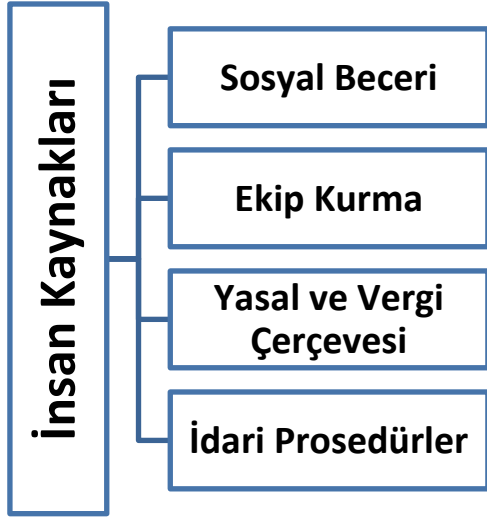 İnsan Kaynakları
Sosyal Beceri
Ekip Kurma
Yasal ve Vergi
Çerçevesi
İdari Prosedürler